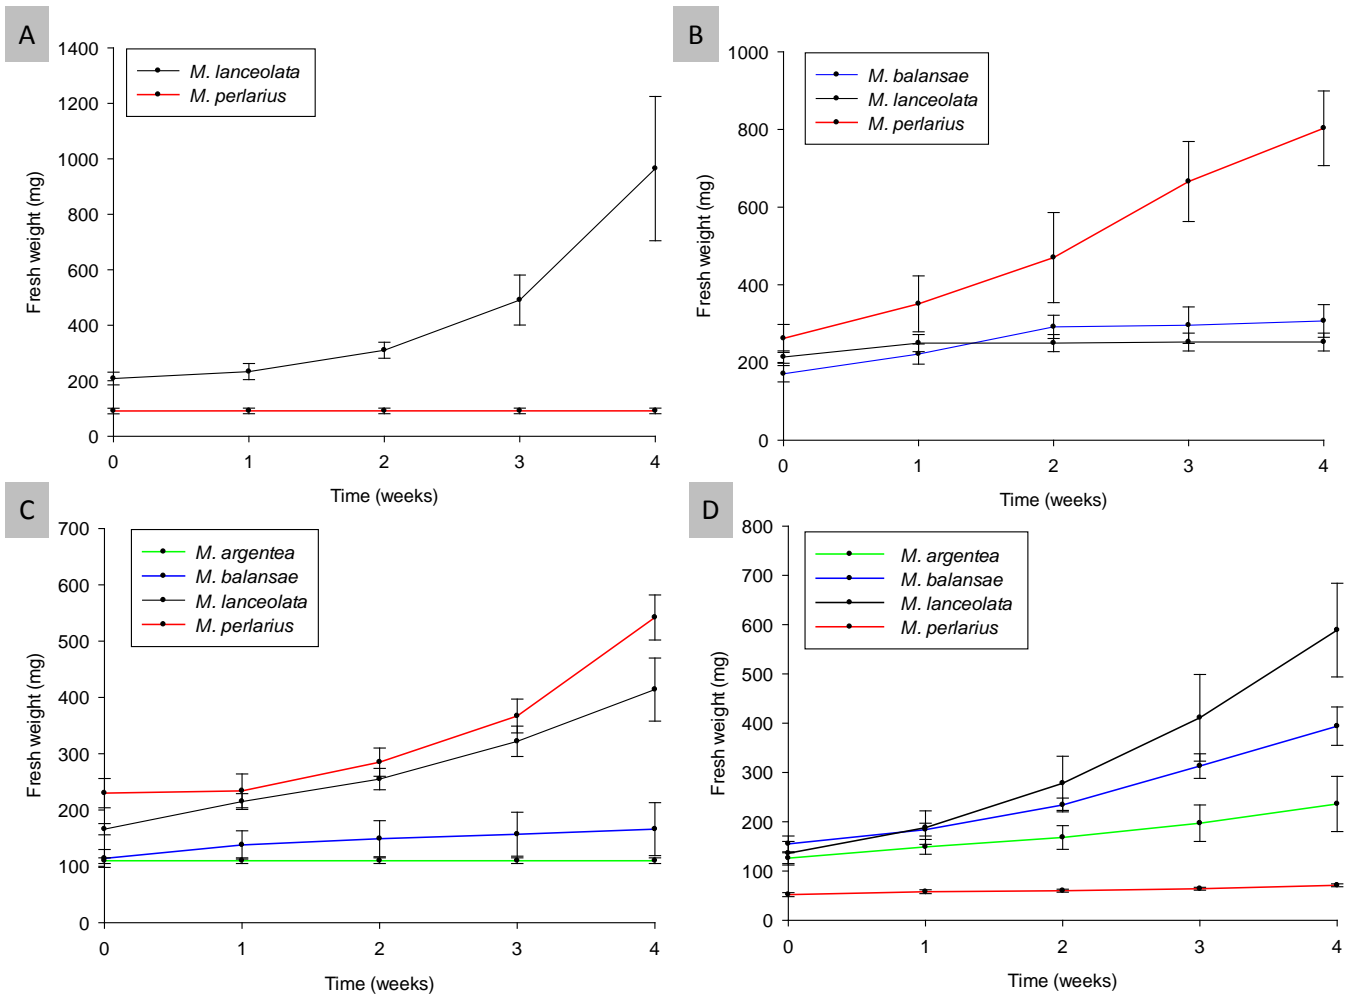 A
1400
1200
1000
800
600
400
200
0
Fresh weight (mg)
M. lanceolata
M. perlarius
0 1 2 3 4
Time (weeks)
B
1000
800
600
400
200
0
Fresh weight (mg)
M. balansae
M. lanceolata
M. perlarius
0 1 2 3 4
Time (weeks)
C
700
600
500
400
300
200
100
0
Fresh weight (mg)
M. argentea
M. balansae
M. lanceolata
M. perlarius
0 1 2 3 4
Time (weeks)
D
800
700
600
500
400
300
200
100
0
Fresh weight (mg)
M. argentea
M. balansae
M. lanceolata
M. perlarius
0 1 2 3 4
Time (weeks)